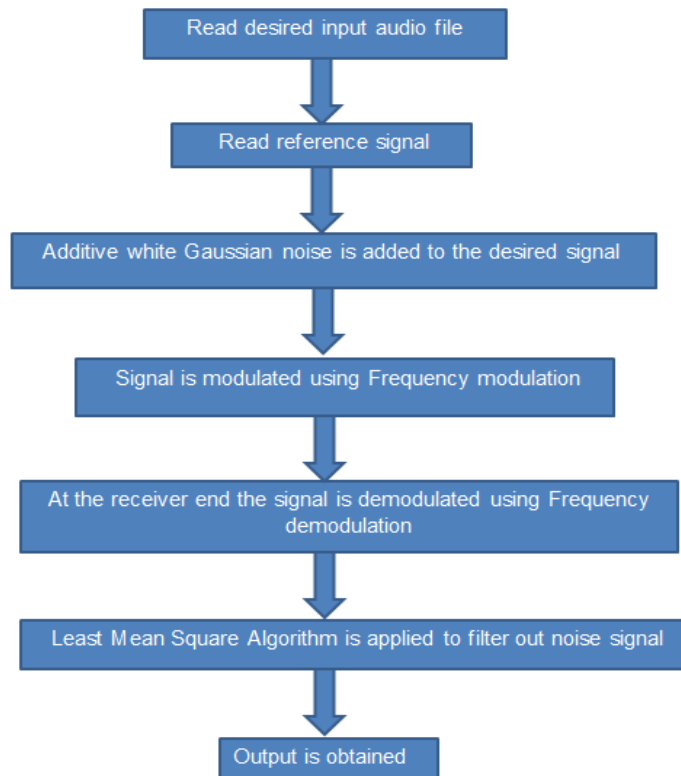 Read desired input audio file
Read reference signal
Additive white Gaussian noise is added to the desired signal
Signal is modulated using Frequency modulation
At the receiver end the signal is demodulated using Frequency
demodulation
Least Mean Square Algorithm is applied to filter out noise signal
Output is obtained